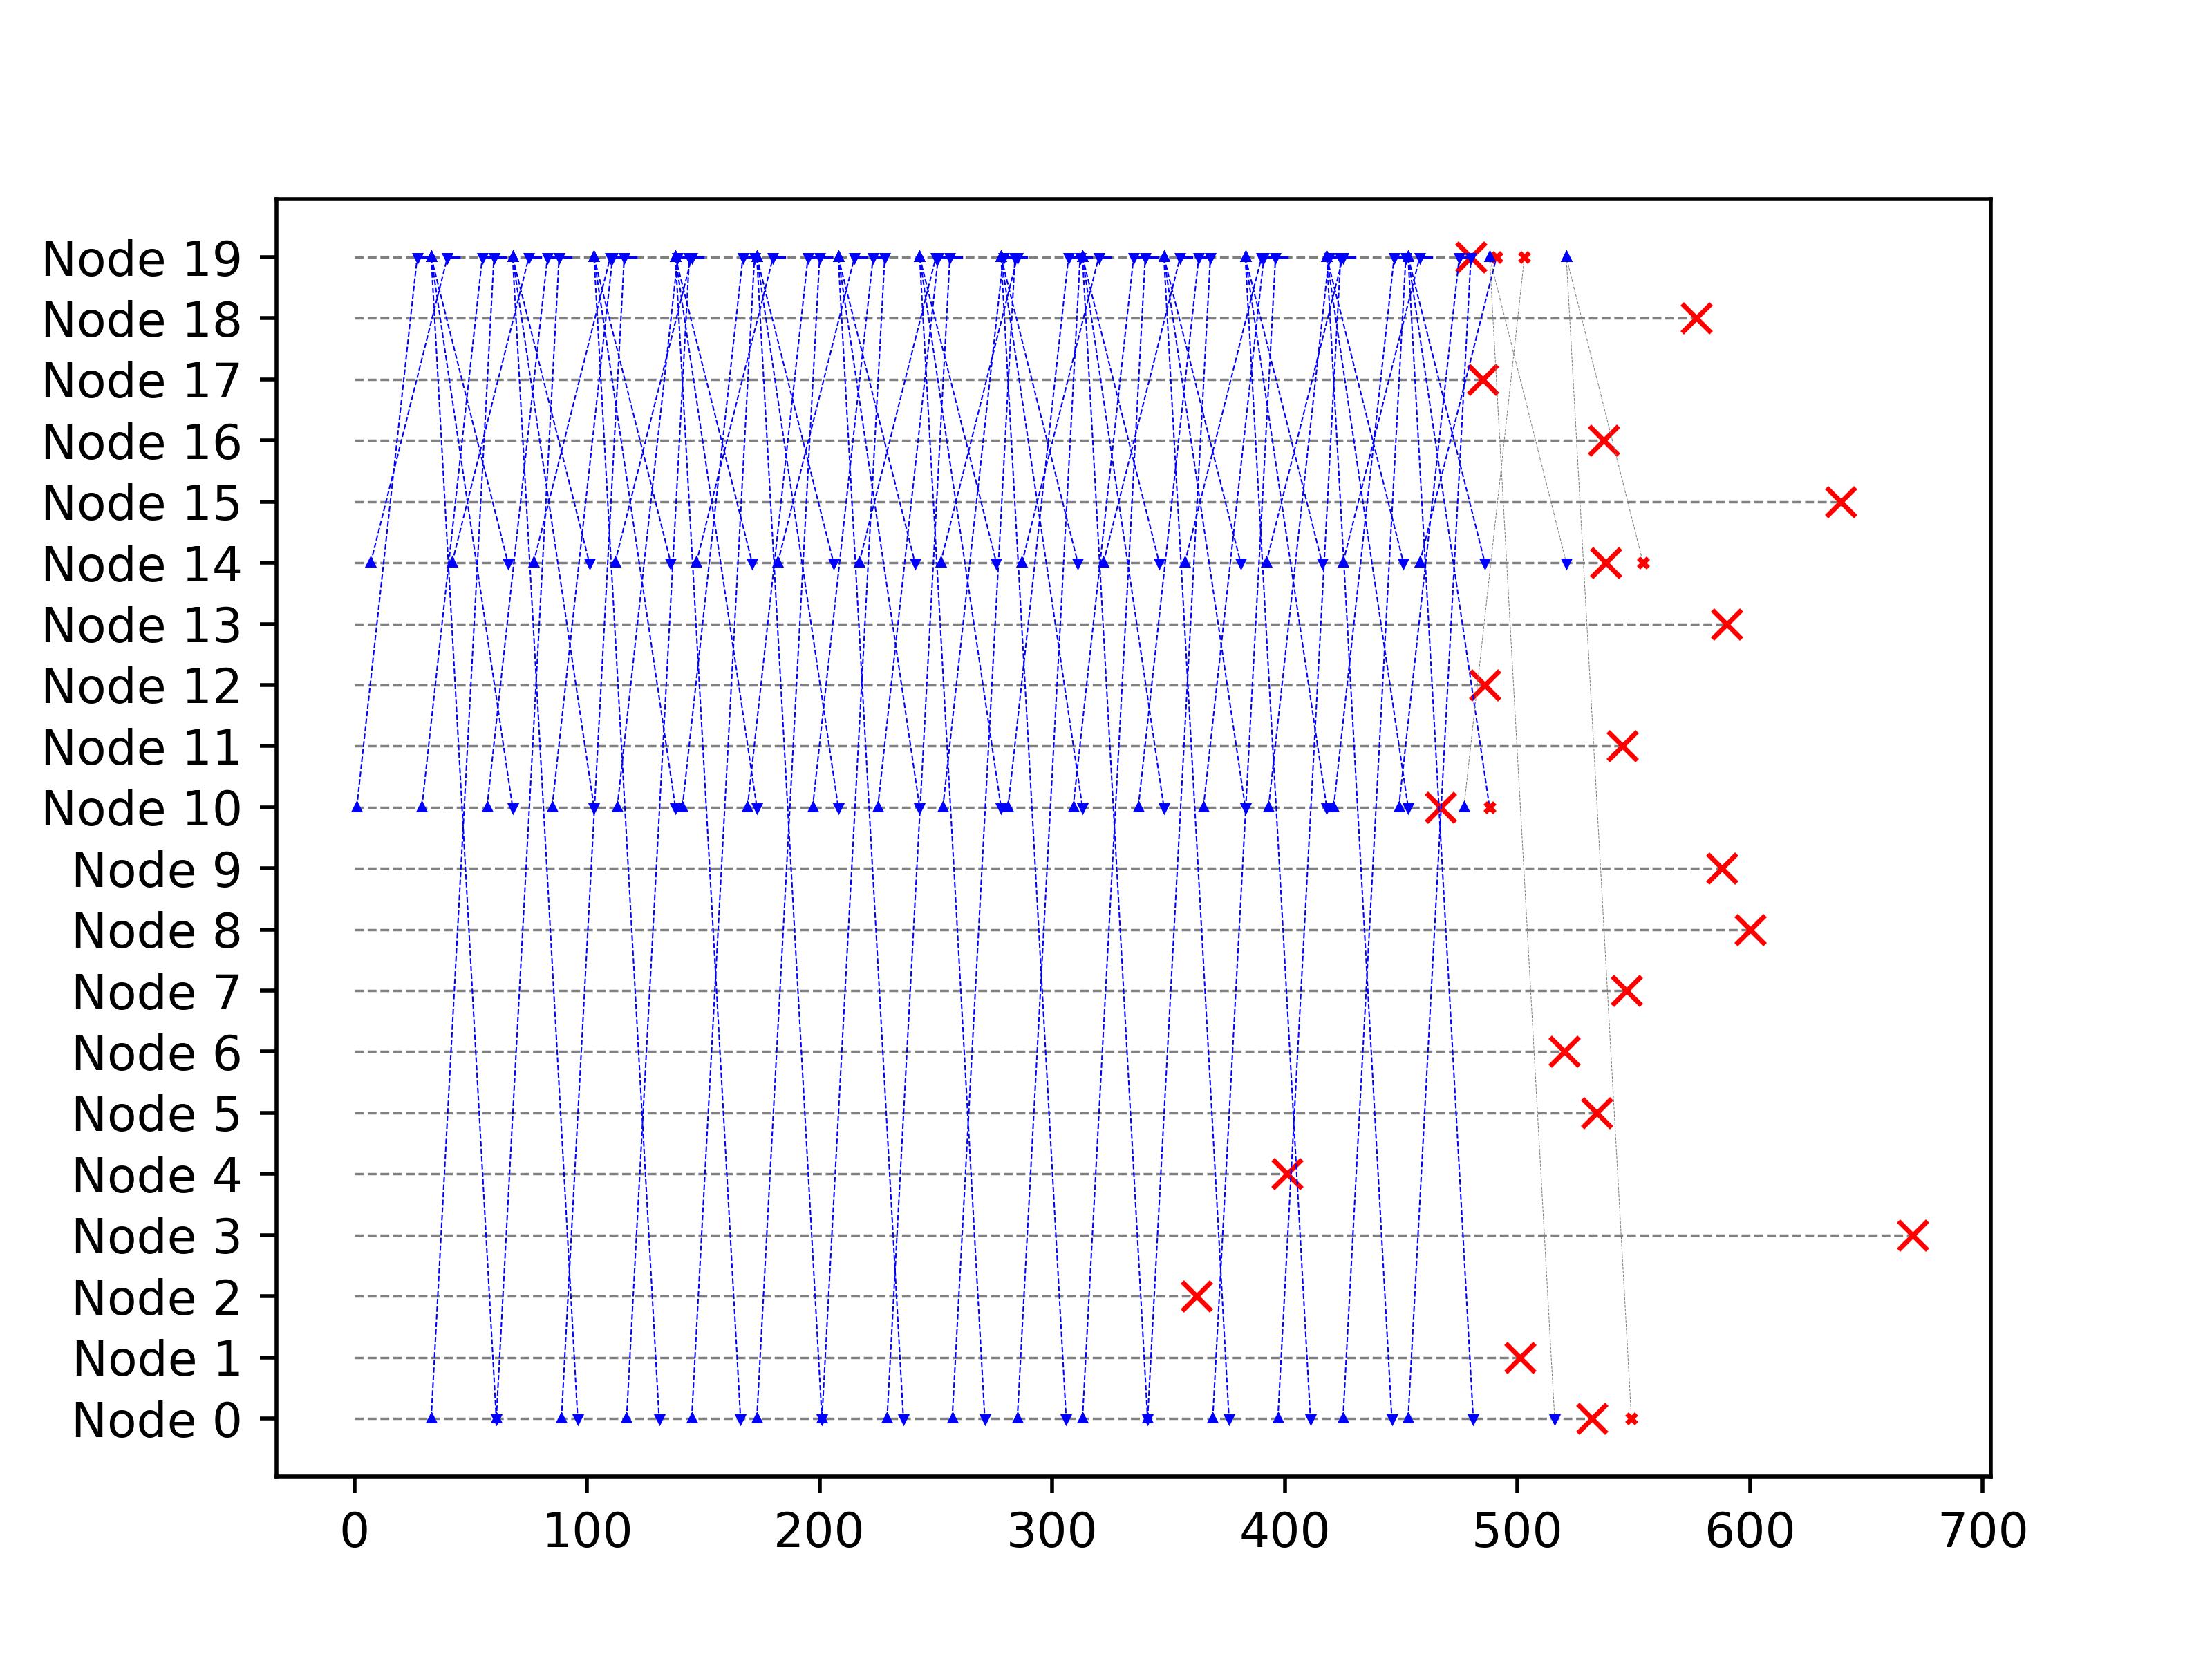 Node 19
Node 18
Node 17
Node 16
Node 15
Node 14
Node 13
Node 12
Node 11
Node 10
Node 9
Node 8
Node 7
Node 6
Node 5
Node 4
Node 3
Node 2
Node 1
Node 0
0 100 200 300 400 500 600 700